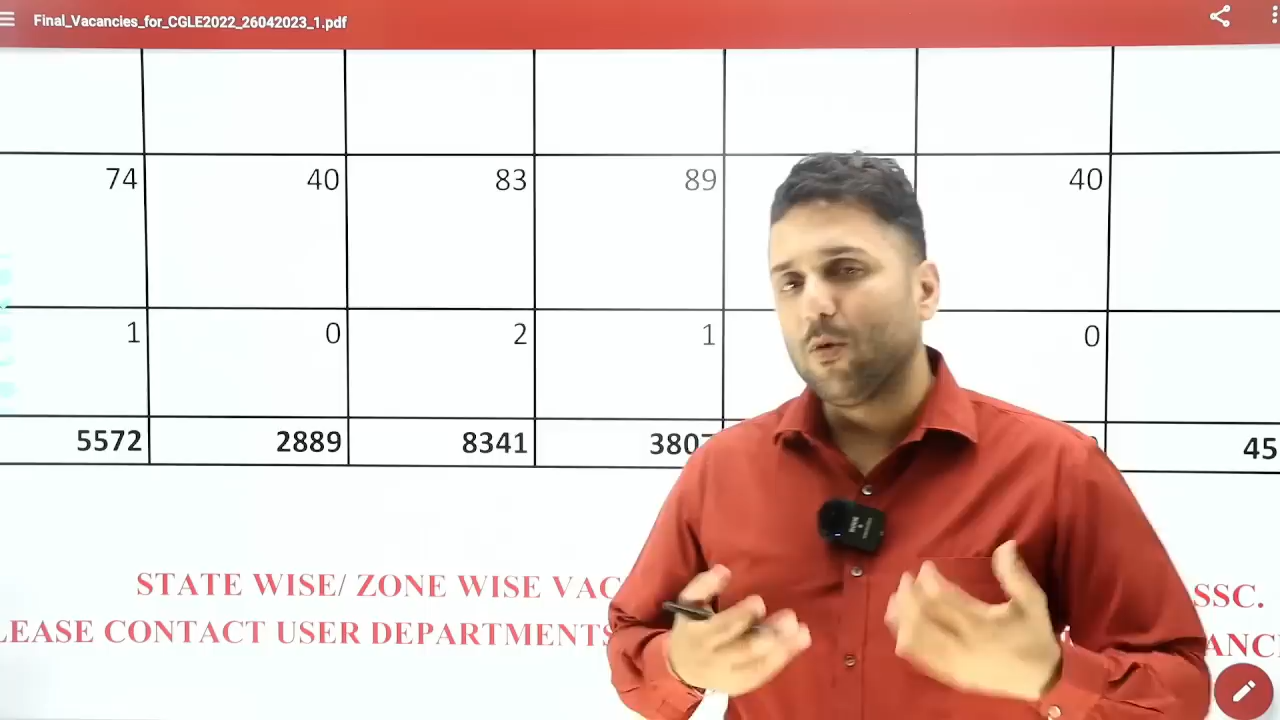 Final_Vacancies_for_CGLE2022_26042023_1.pdf
74 40 83 89 40
1 0 2 1 0
5572 2889 8341 3807 45
STATE WISE/ ZONE WISE VAC SSC.
LEASE CONTACT USER DEPARTMENTS ANC